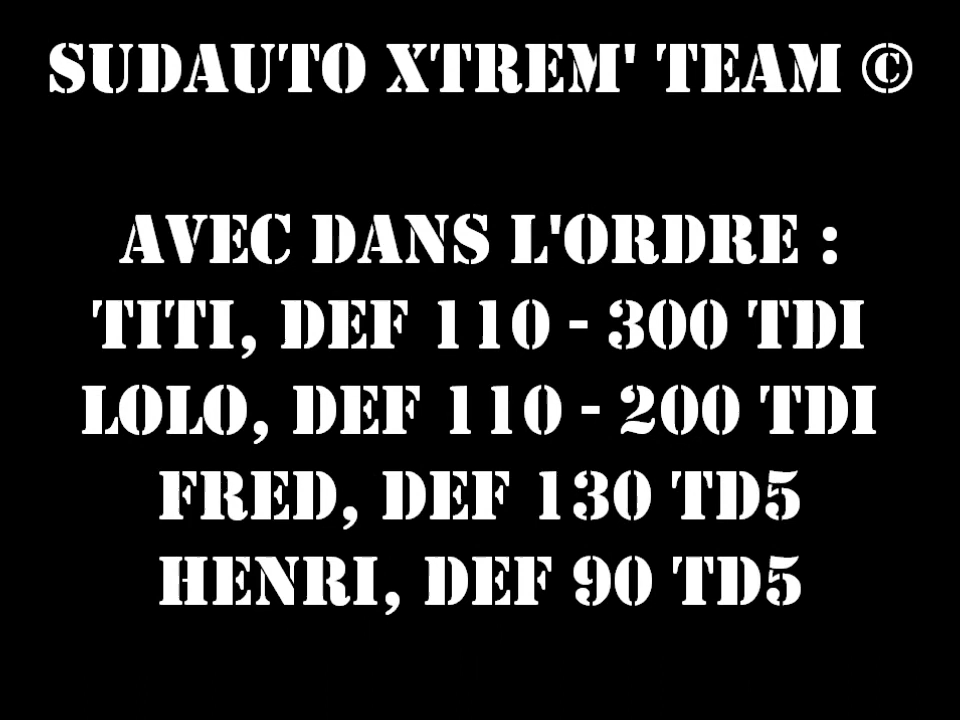 SUDAUTO XTREM' TEAM ©
AVEC DANS L'ORDRE :
TITI, DEF 110 - 300 TDI
LOLO, DEF 110 - 200 TDI
FRED, DEF 130 TD5
HENRI, DEF 90 TD5